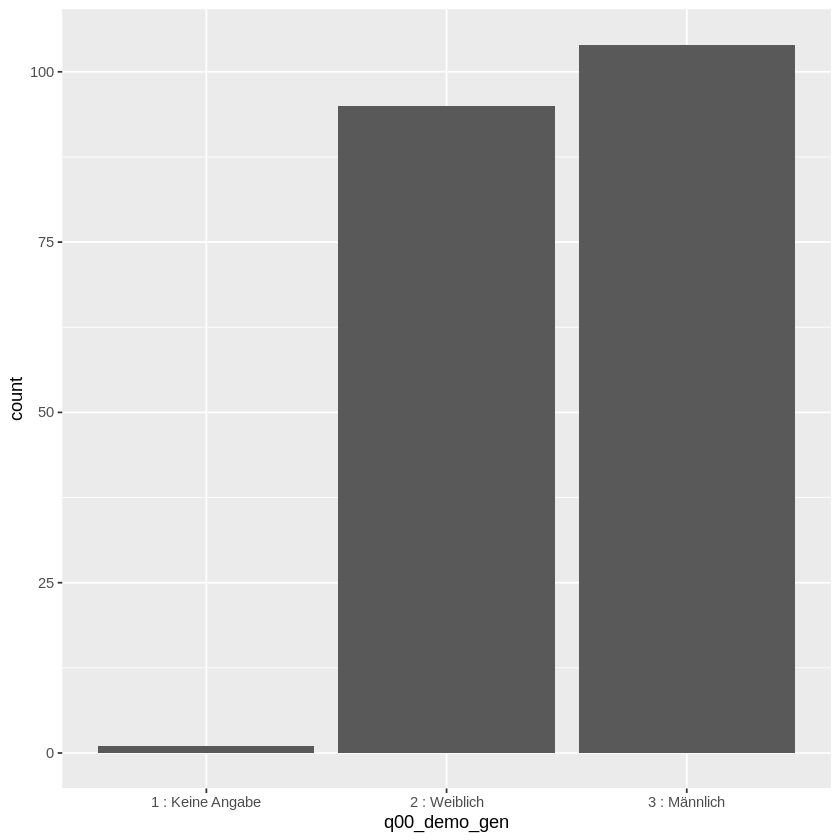 100
75
50
25
0
count
1 : Keine Angabe
2 : Weiblich
3 : Männlich
q00_demo_gen